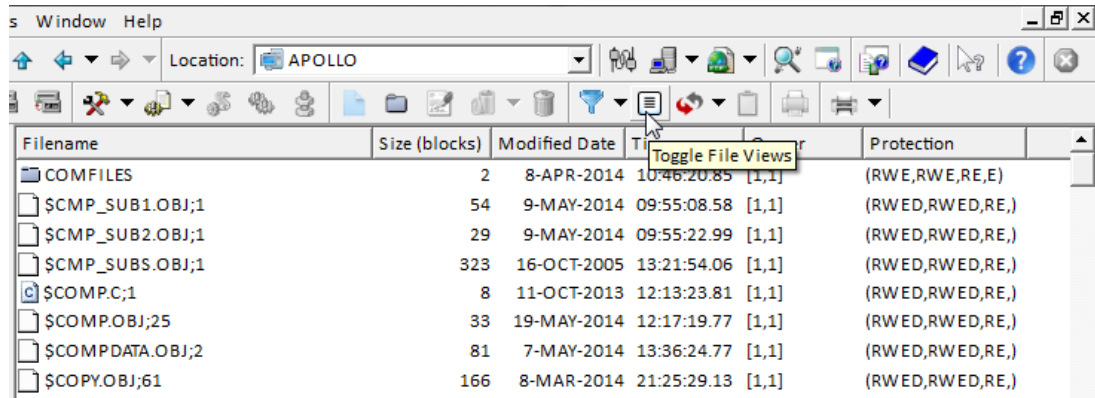 s Window Help
Location: APOLLO
Filename Size (blocks) Modified Date Ti r Protection
Toggle File Views
COMFILES 2 8-APR-2014 10:46:20.85 [1,1] (RWE,RWE,RE,E)
$CMP_SUB1.OBJ;1 54 9-MAY-2014 09:55:08.58 [1,1] (RWED,RWED,RE,)
$CMP_SUB2.OBJ;1 29 9-MAY-2014 09:55:22.99 [1,1] (RWED,RWED,RE,)
$CMP_SUBS.OBJ;1 323 16-OCT-2005 13:21:54.06 [1,1] (RWED,RWED,RE,)
$COMP.C;1 8 11-OCT-2013 12:13:23.81 [1,1] (RWED,RWED,RE,)
$COMP.OBJ;25 33 19-MAY-2014 12:17:19.77 [1,1] (RWED,RWED,RE,)
$COMPDATA.OBJ;2 81 7-MAY-2014 13:36:24.77 [1,1] (RWED,RWED,RE,)
$COPY.OBJ;61 166 8-MAR-2014 21:25:29.13 [1,1] (RWED,RWED,RE,)